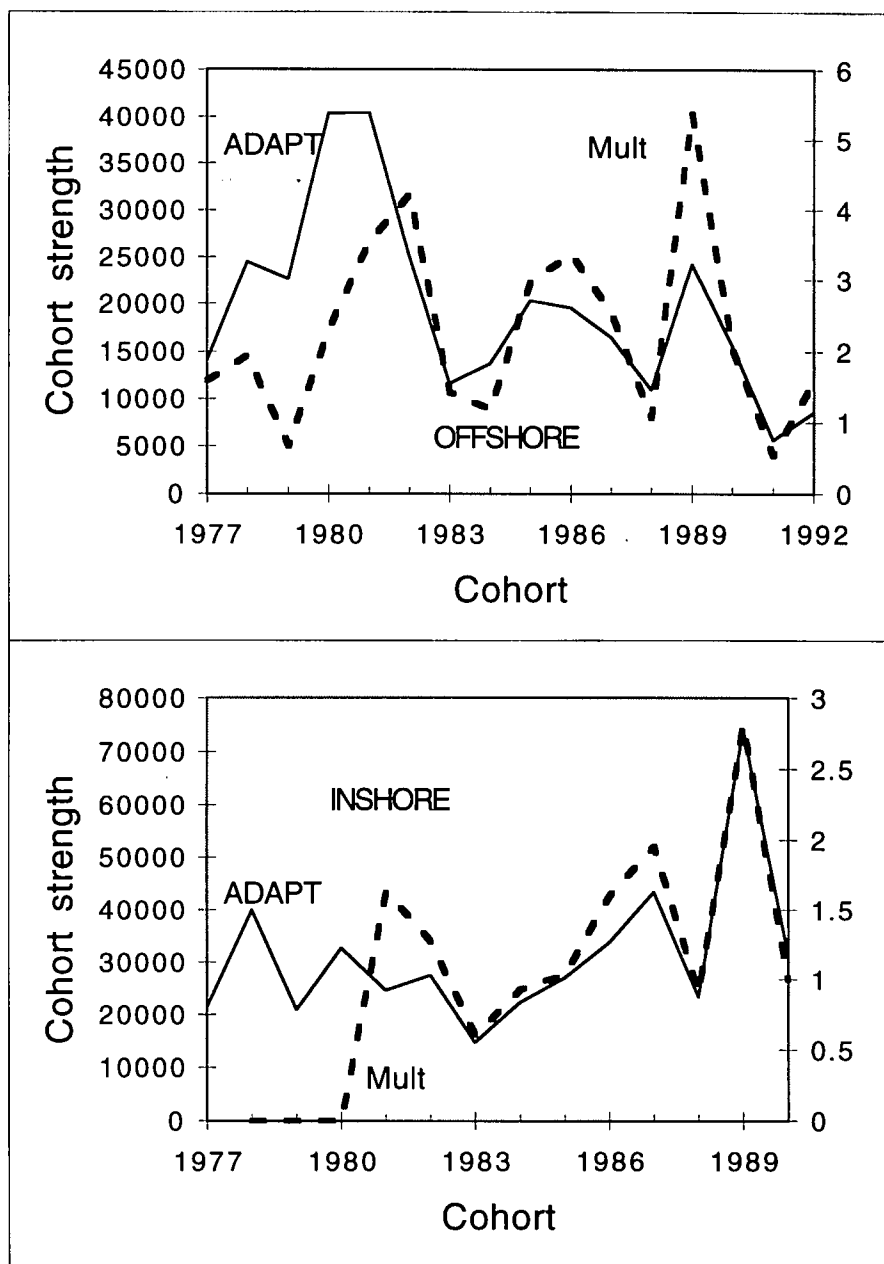 45000 6
40000 5
35000
30000 4
25000 3
20000
15000 2
10000 1
5000
0 0
Cohort strength
ADAPT
Mult
OFFSHORE
1977 1980 1983 1986 1989 1992
Cohort
80000 3
70000 2.5
60000
50000 2
40000 1.5
30000 1
20000
10000 0.5
0 0
Cohort strength
INSHORE
ADAPT
Mult
1977 1980 1983 1986 1989
Cohort